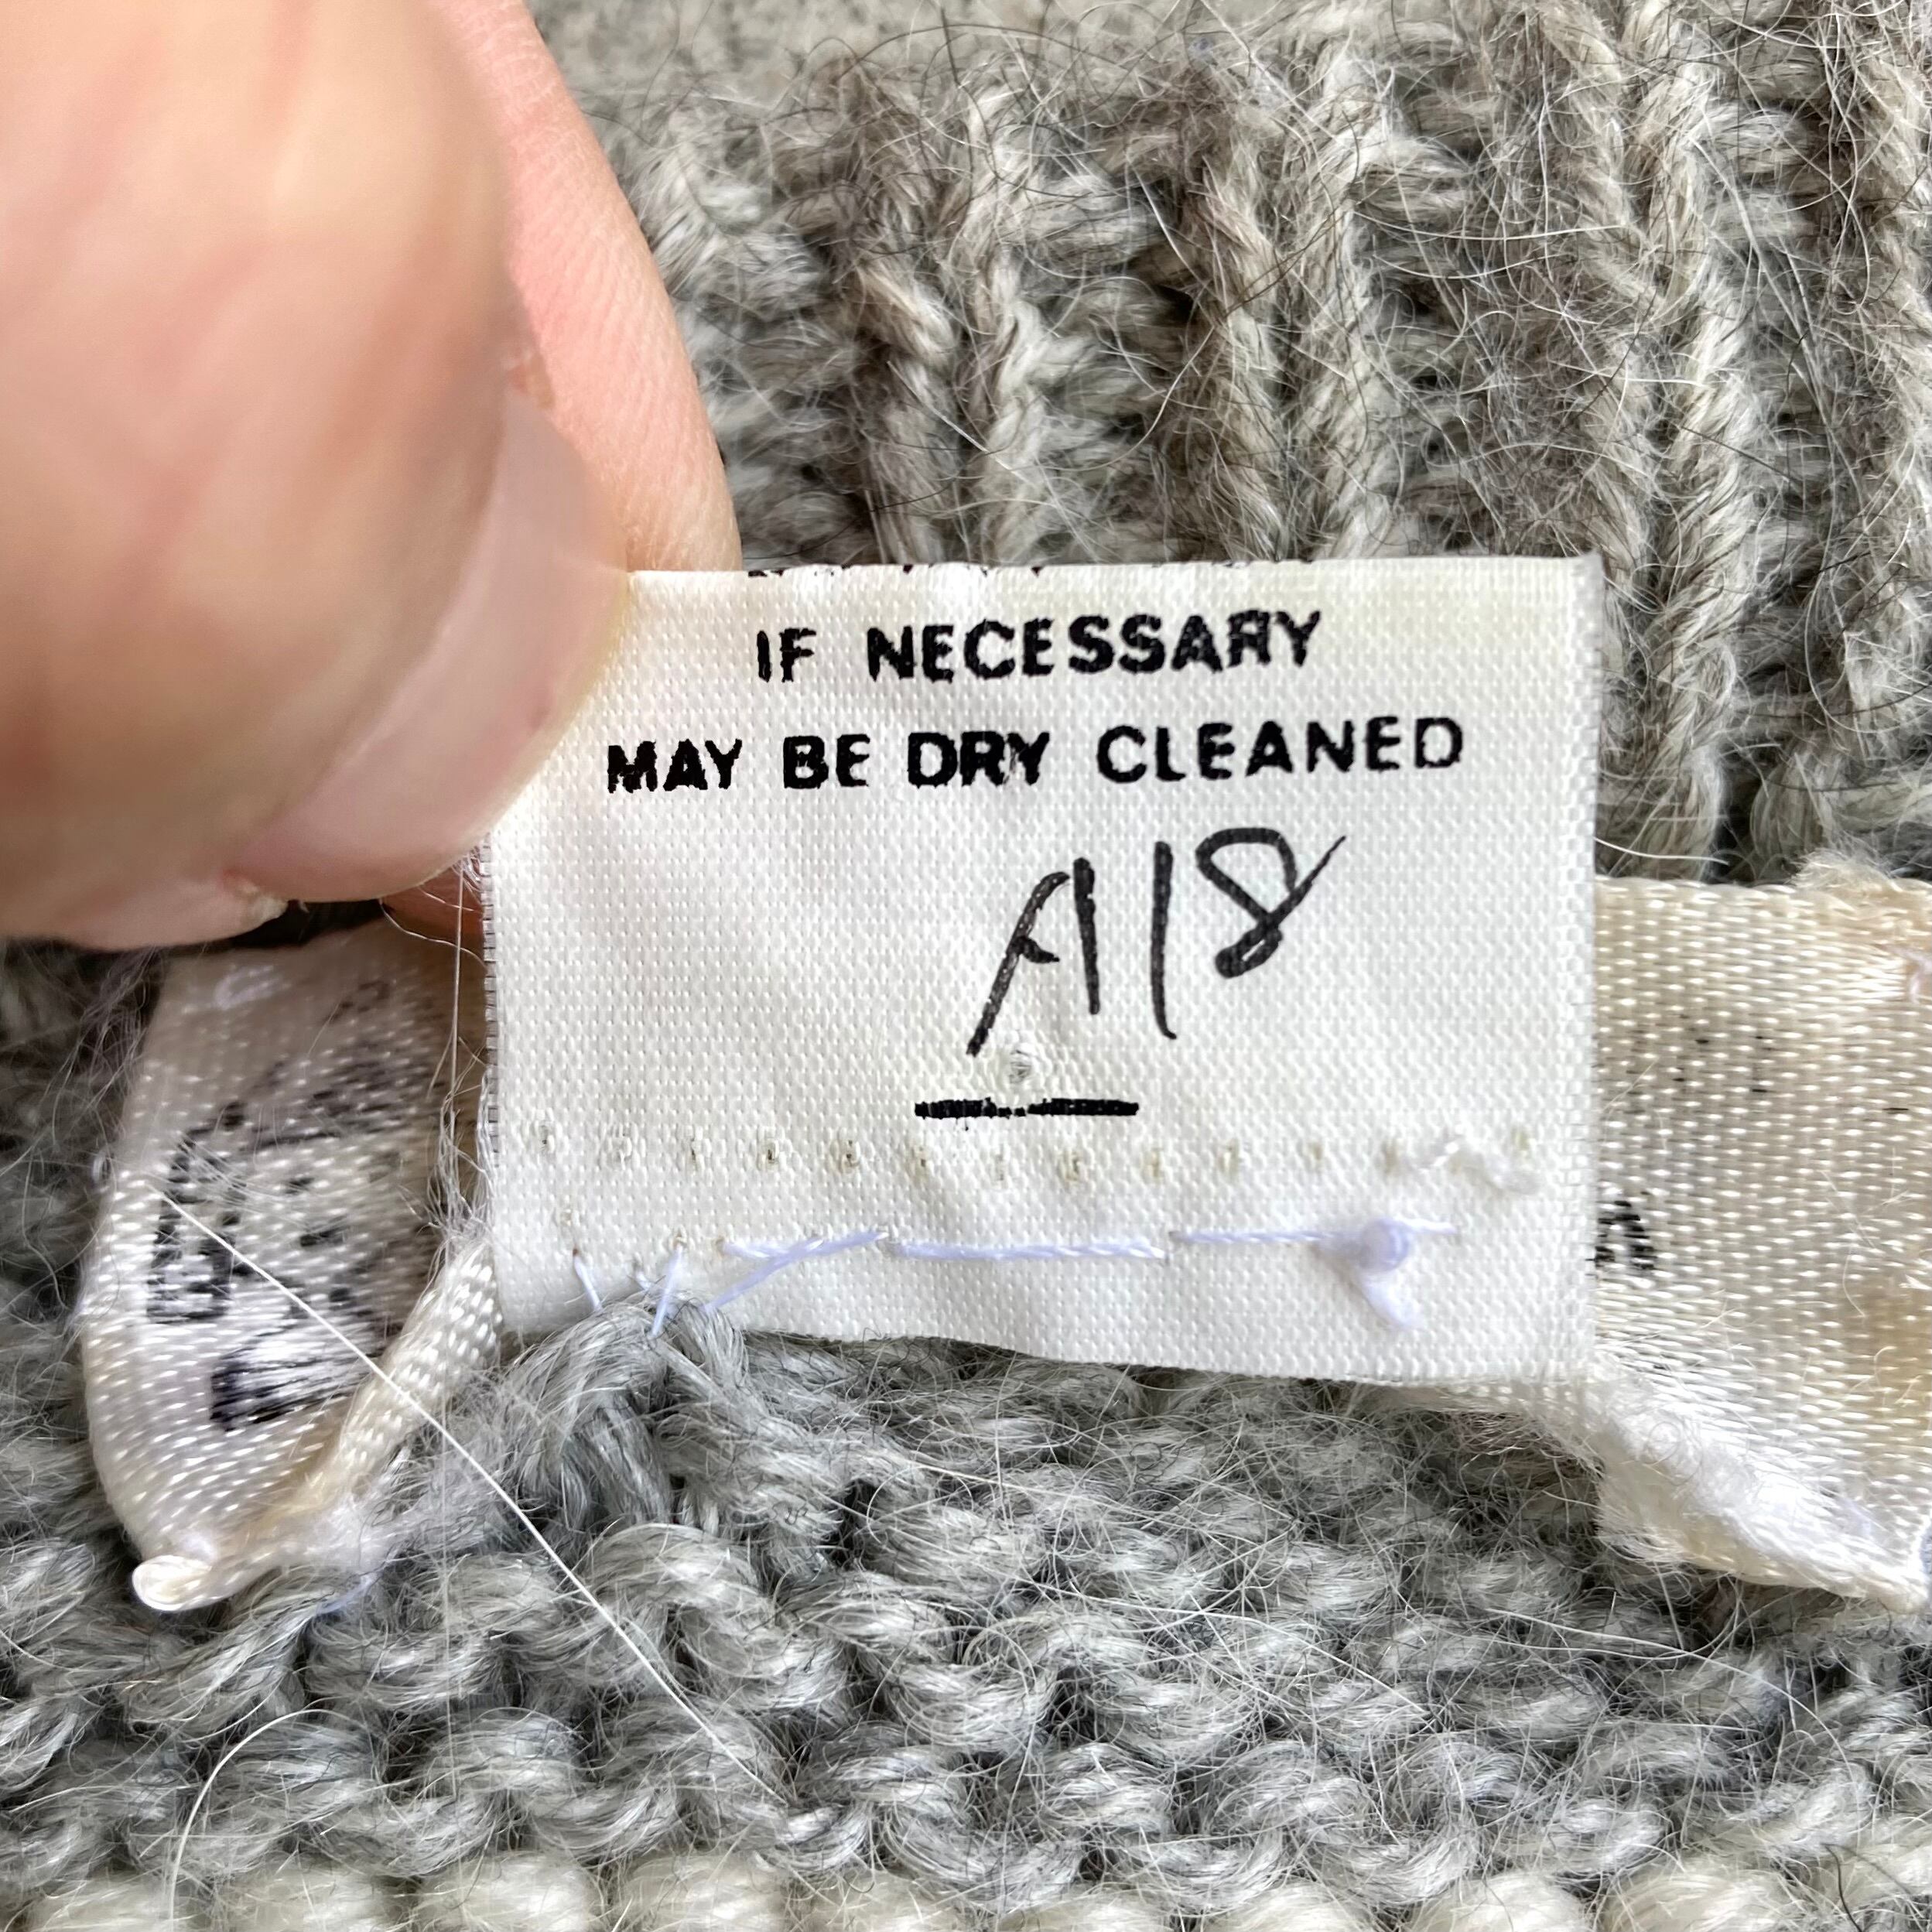 IF NECESSARY
MAY BE DRY CLEANED
A18